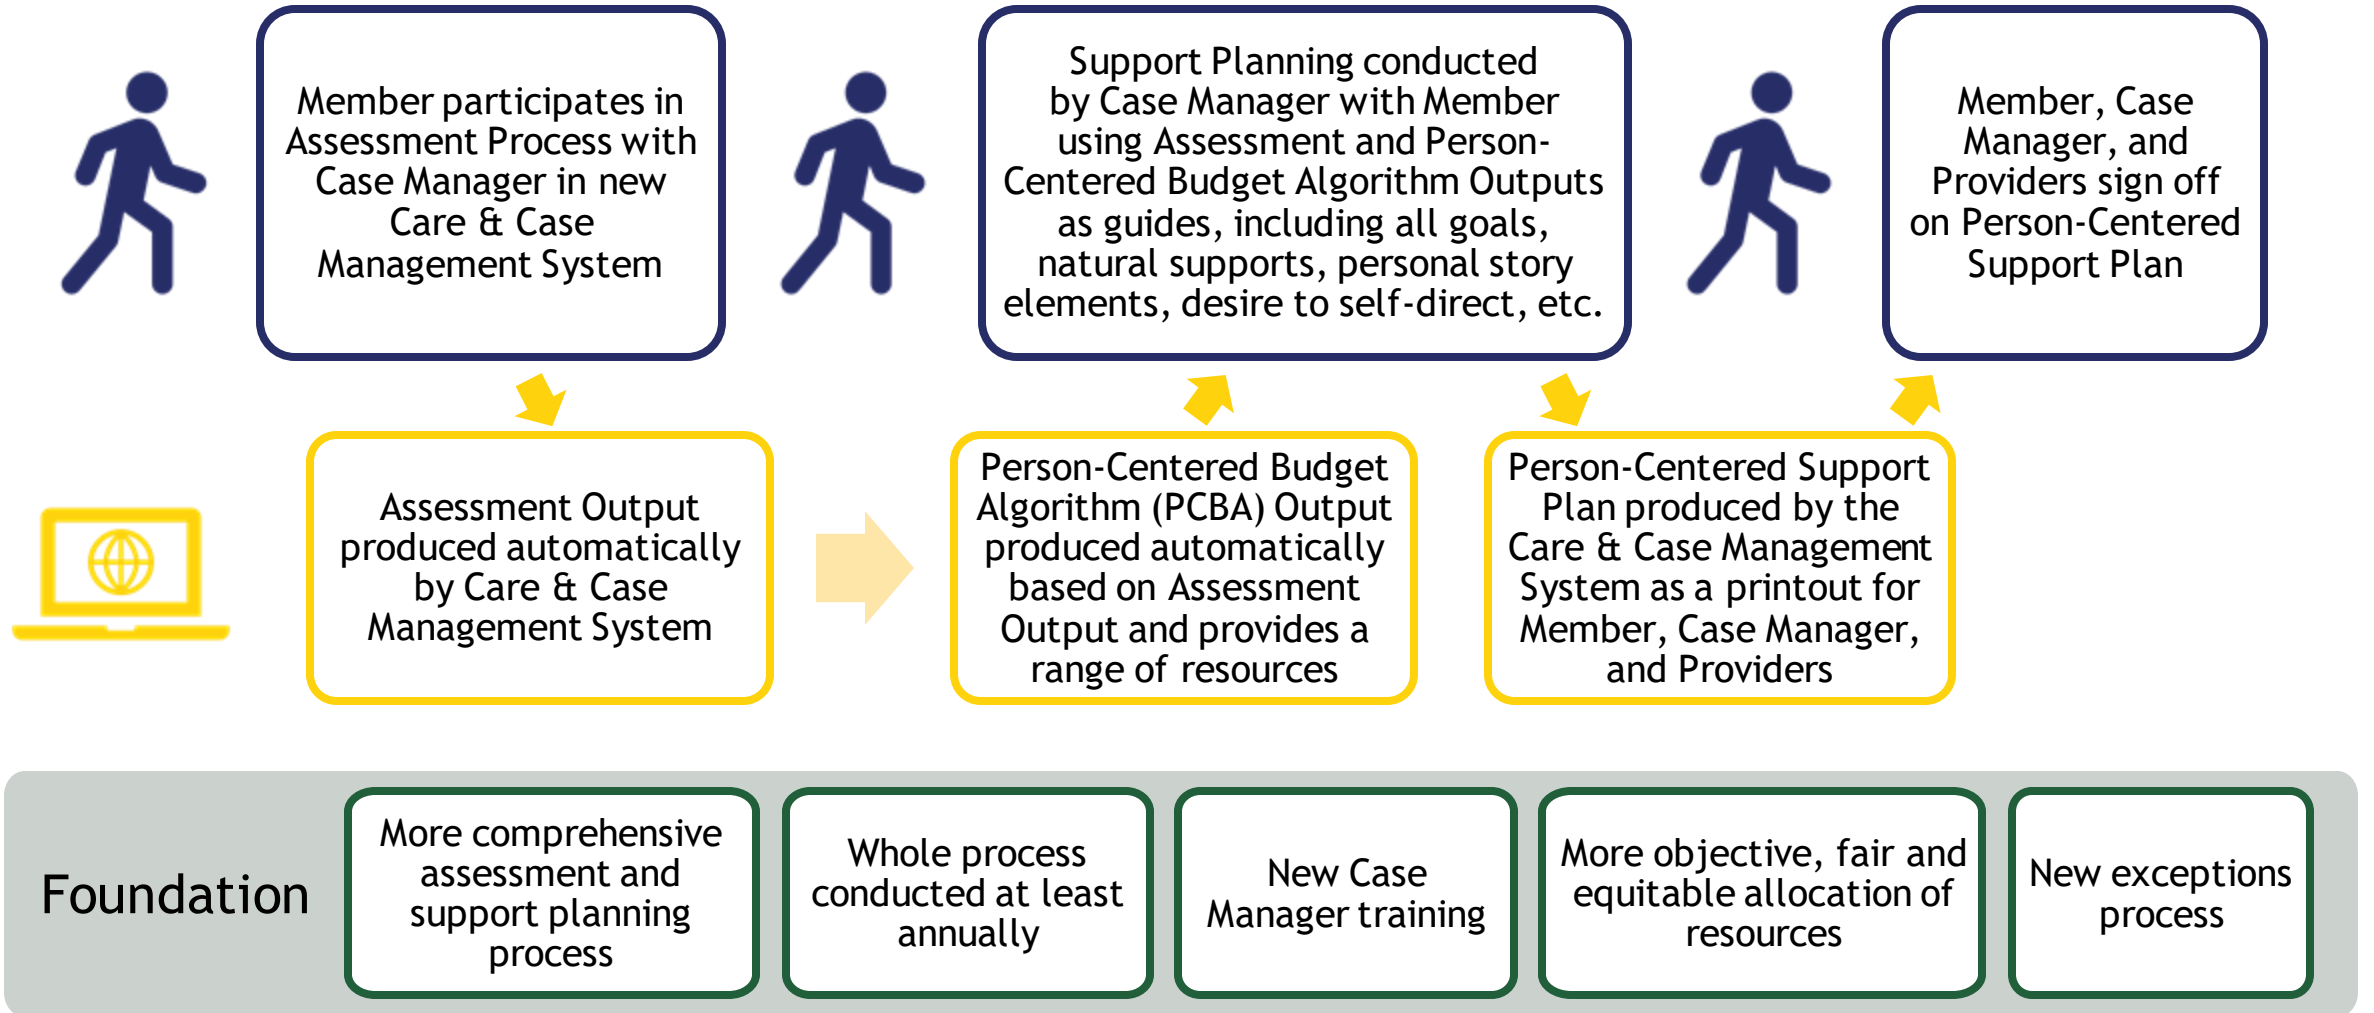 Member participates in
Assessment Process with
Case Manager in new
Care & Case
Management System
Support Planning conducted
by Case Manager with Member
using Assessment and Person-
Centered Budget Algorithm Outputs
as guides, including all goals,
natural supports, personal story
elements, desire to self-direct, etc.
Member, Case
Manager, and
Providers sign off
on Person-Centered
Support Plan
Assessment Output
produced automatically
by Care & Case
Management System
Person-Centered Budget
Algorithm (PCBA) Output
produced automatically
based on Assessment
Output and provides a
range of resources
Person-Centered Support
Plan produced by the
Care & Case Management
System as a printout for
Member, Case Manager,
and Providers
Foundation
More comprehensive
assessment and
support planning
process
Whole process
conducted at least
annually
New Case
Manager training
More objective, fair and
equitable allocation of
resources
New exceptions
process